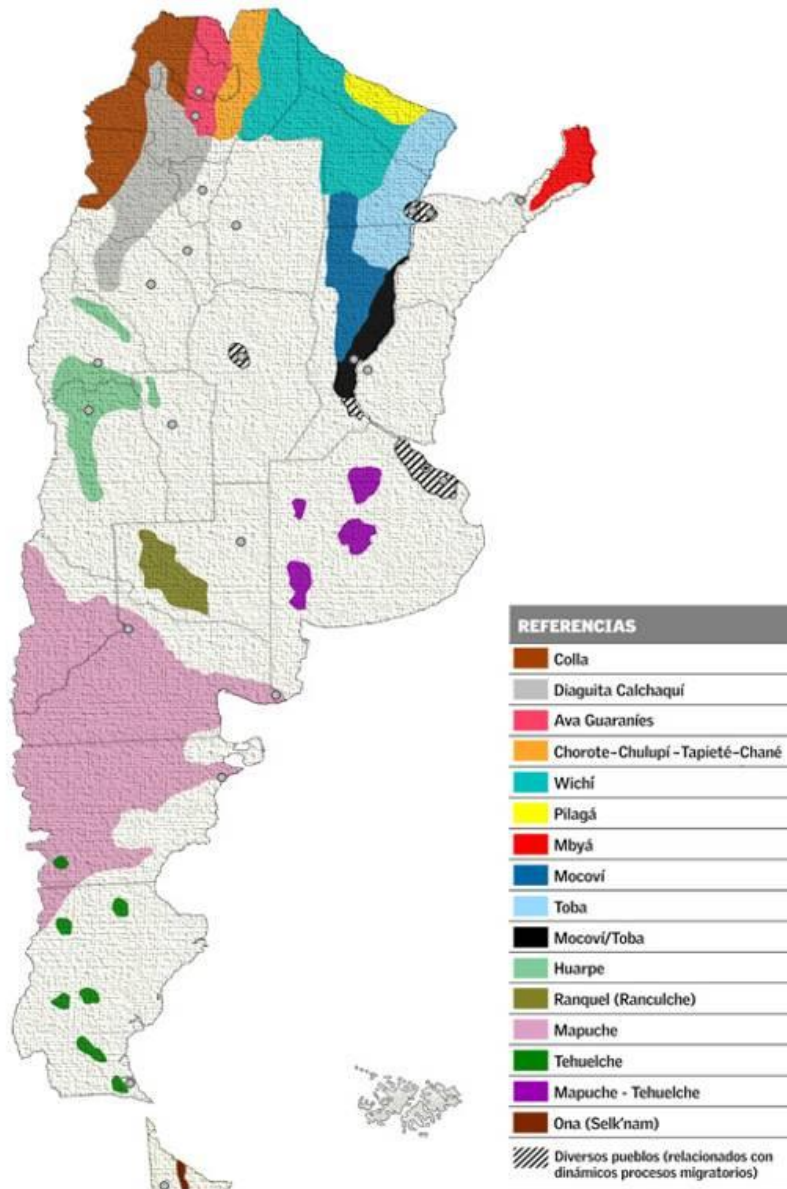 REFERENCIAS
Colla
Diaguita Calchaquí
Ava Guaraníes
Chorote-Chulupí -Tapieté-Chané
Wichí
Pilagá
Mbyá
Mocoví
Toba
Mocoví/Toba
Huarpe
Ranquel (Ranculche)
Mapuche
Tehuelche
Mapuche - Tehuelche
Ona (Selk'nam)
Diversos pueblos (relacionados con
dinámicos procesos migratorios)